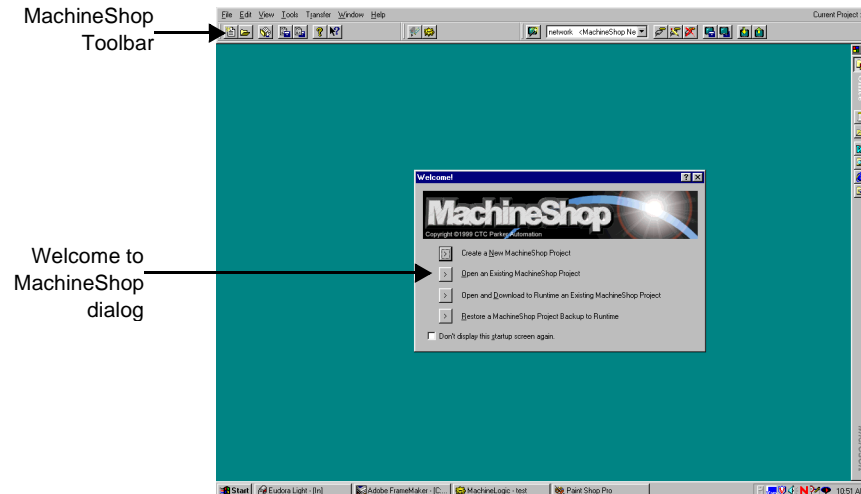 MachineShop
Toolbar
File Edit View Tools Transfer Window Help
Current Project:
network <MachineShop Ne
Welcome!
MachineShop
Copyright ©1999 CTC Parker Automation
Create a New MachineShop Project
Open an Existing MachineShop Project
Open and Download to Runtime an Existing MachineShop Project
Restore a MachineShop Project Backup to Runtime
Don't display this startup screen again.
Welcome to
MachineShop
dialog
Start
Eudora Light - [In]
Adobe FrameMaker - [C:...
MachineLogic - test
Paint Shop Pro
10:51 AM